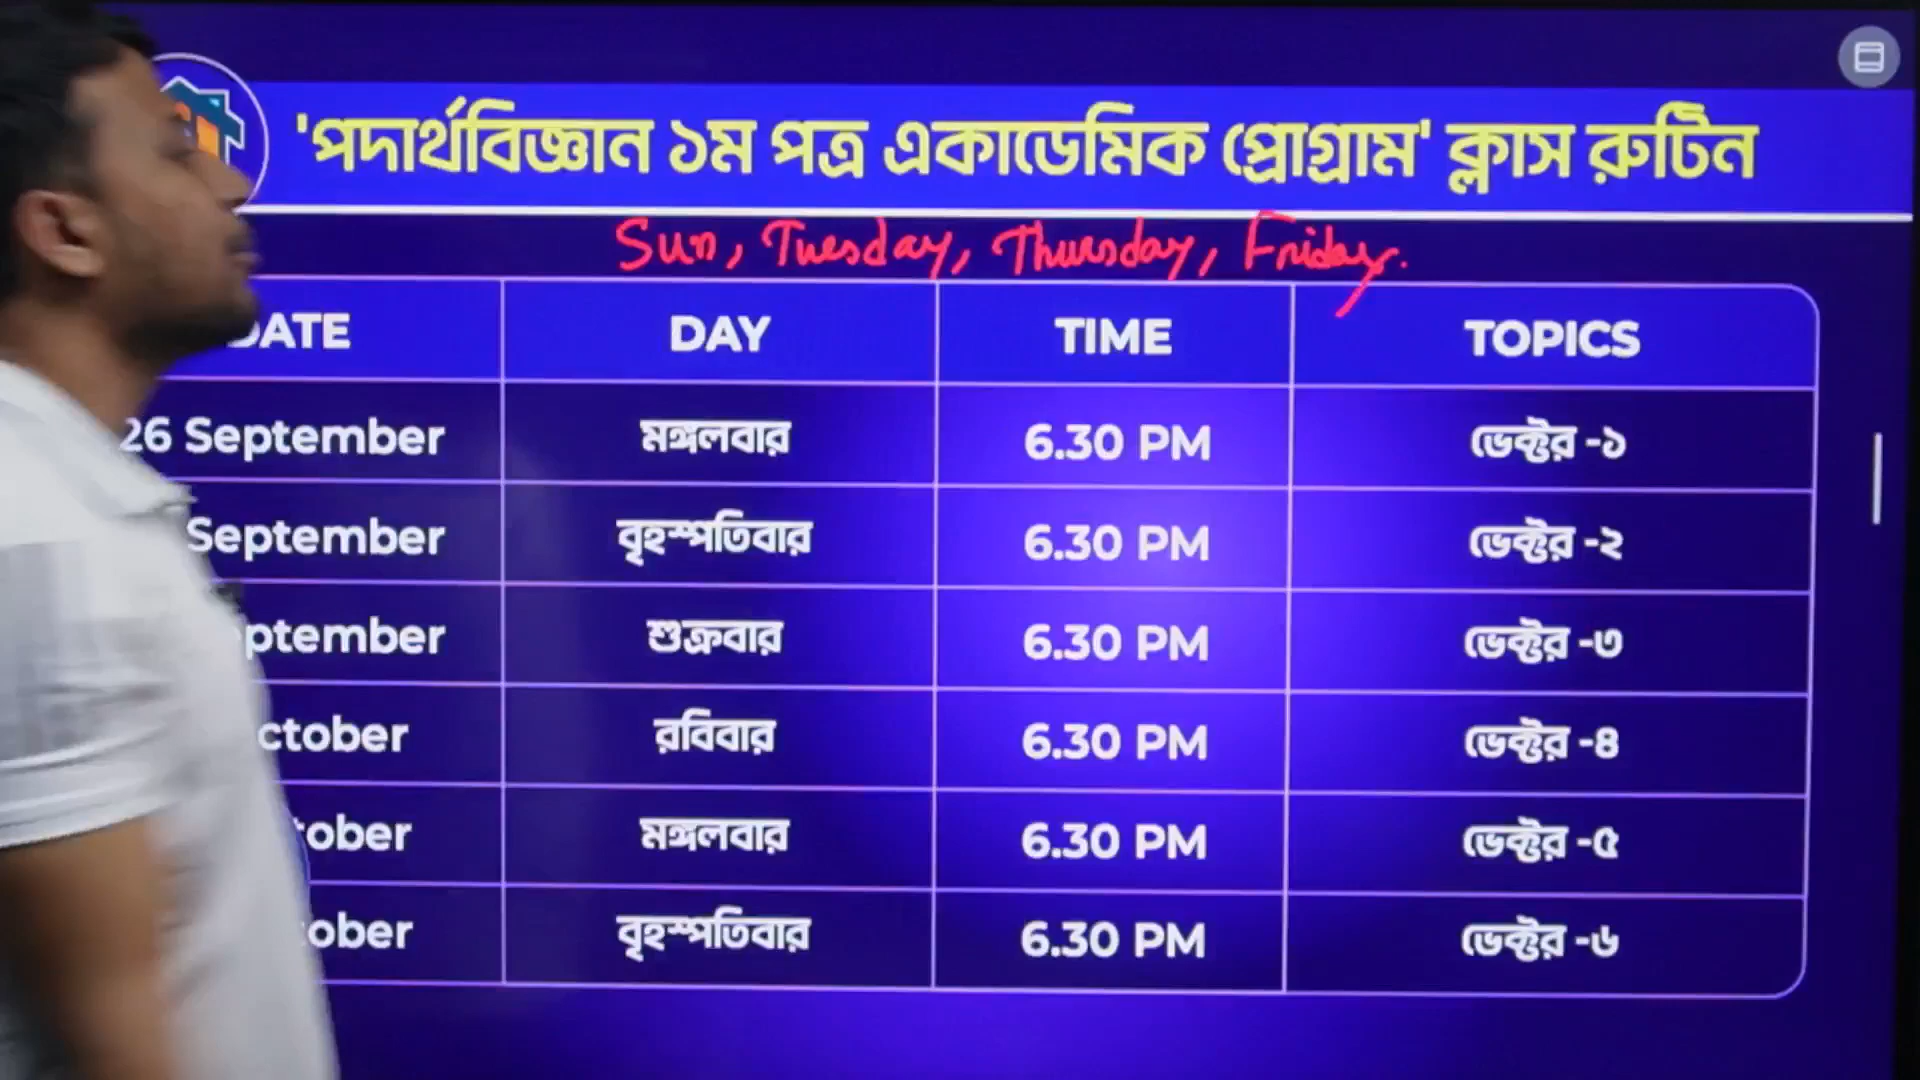 'পদার্থবিজ্ঞান ১ম পত্র একাডেমিক প্রোগ্রাম' ক্লাস রুটিন
Sun, Tuesday, Thursday, Friday.
DAY TIME TOPICS
26 September মঙ্গলবার 6.30 PM ভেক্টর -১
September বৃহস্পতিবার 6.30 PM ভেক্টর -২
শুক্রবার 6.30 PM ভেক্টর -৩
রবিবার 6.30 PM ভেক্টর -৪
মঙ্গলবার 6.30 PM ভেক্টর -৫
বৃহস্পতিবার 6.30 PM ভেক্টর -৬